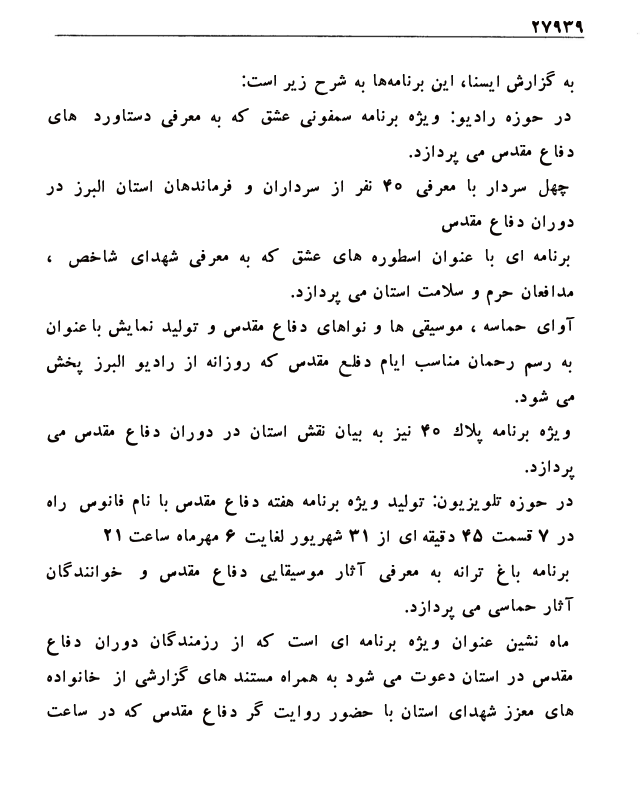 ۲۷۹۳۹
به گزارش ایسنا، این برنامه‌ها به شرح زیر است:
در حوزه رادیو: ویژه برنامه سمفونی عشق که به معرفی دستاورد های
دفاع مقدس می پردازد.
چهل سردار با معرفی ۴۰ نفر از سرداران و فرماندهان استان البرز در
دوران دفاع مقدس
برنامه ای با عنوان اسطوره های عشق که به معرفی شهدای شاخص ،
مدافعان حرم و سلامت استان می پردازد.
آوای حماسه ، موسیقی ها و نواهای دفاع مقدس و تولید نمایش با عنوان
به رسم رحمان مناسب ایام دفلع مقدس که روزانه از رادیو البرز پخش
می شود.
ویژه برنامه پلاك ۴۰ نیز به بیان نقش استان در دوران دفاع مقدس می
پردازد.
در حوزه تلویزیون: تولید ویژه برنامه هفته دفاع مقدس با نام فانوس راه
در ۷ قسمت ۴۵ دقیقه ای از ۳۱ شهریور لغایت ۶ مهرماه ساعت ۲۱
برنامه باغ ترانه به معرفی آثار موسیقایی دفاع مقدس و خوانندگان
آثار حماسی می پردازد.
ماه نشین عنوان ویژه برنامه ای است که از رزمندگان دوران دفاع
مقدس در استان دعوت می شود به همراه مستند های گزارشی از خانواده
های معزز شهدای استان با حضور روایت گر دفاع مقدس که در ساعت